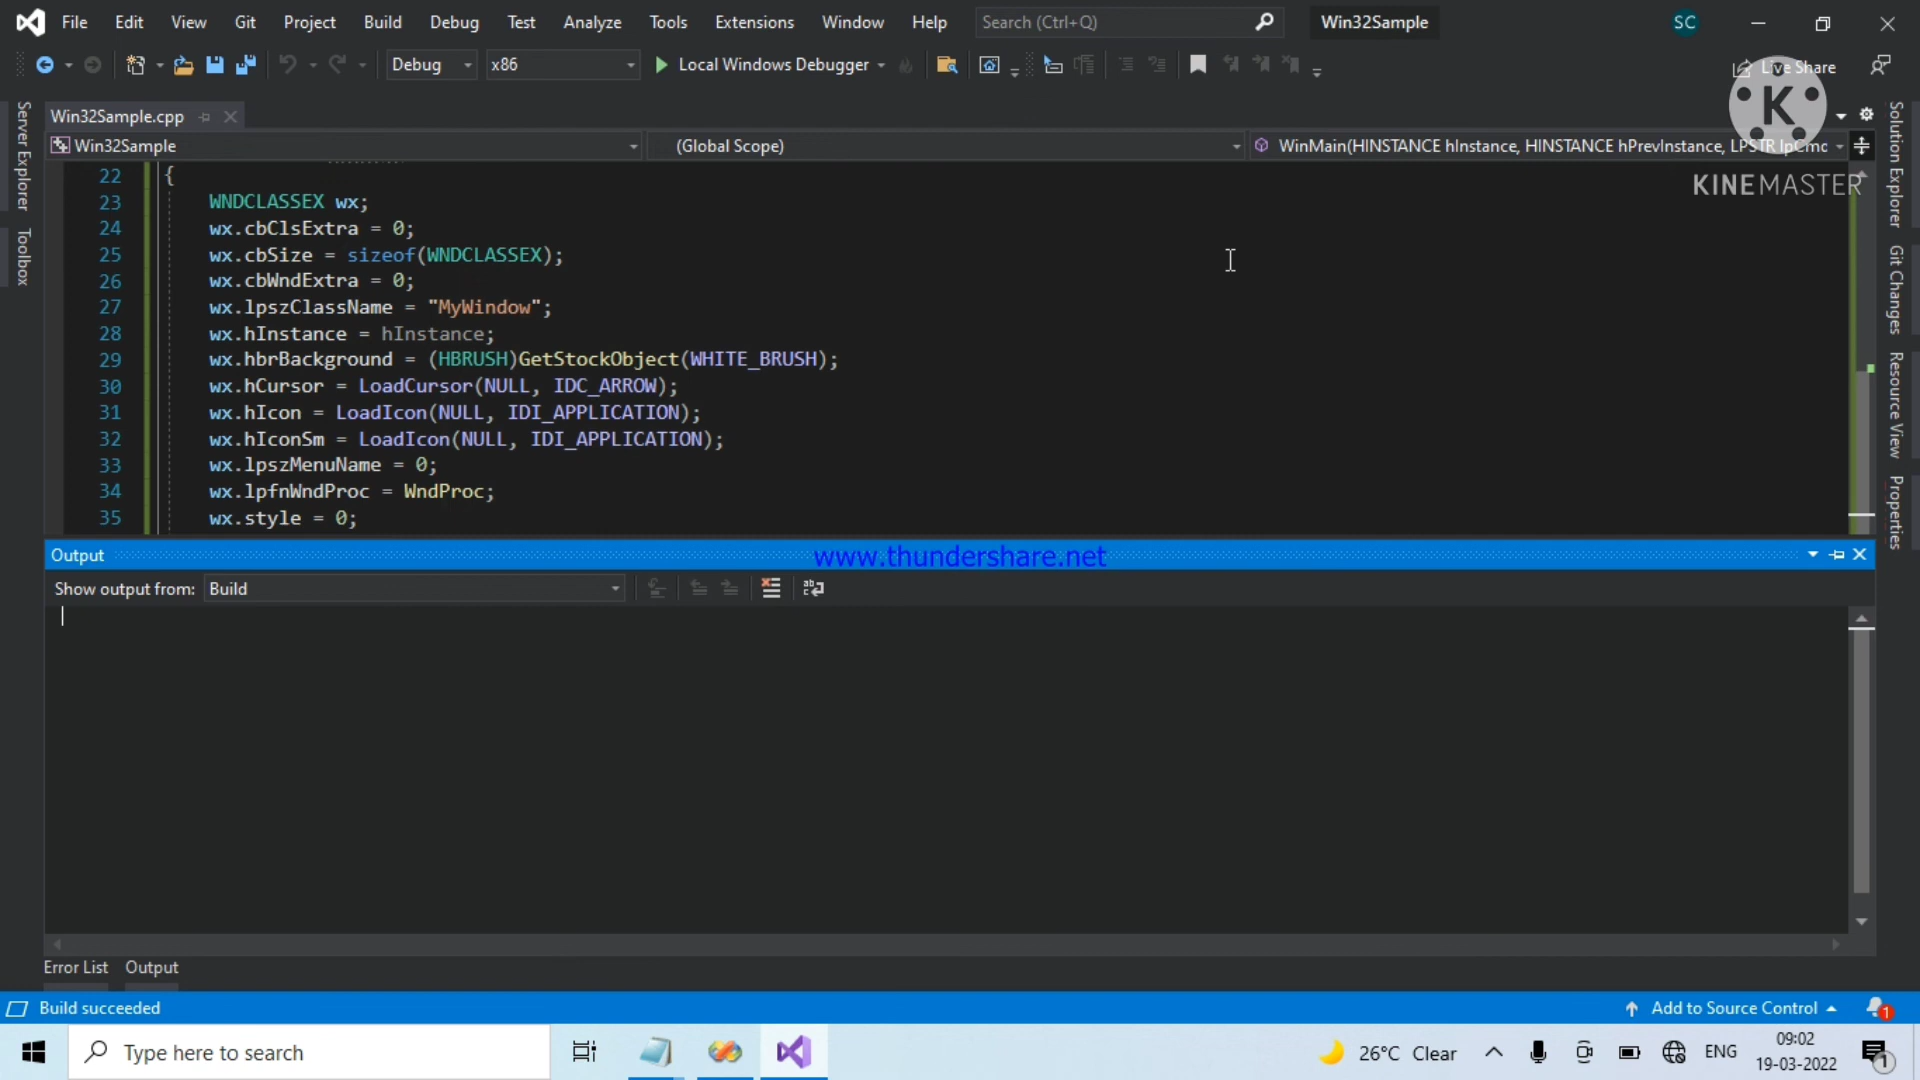 File Edit View Git Project Build Debug Test Analyze Tools Extensions Window Help Search (Ctrl+Q) Win32Sample SC
Debug x86 Local Windows Debugger Live Share
K
KINEMASTER
Server Explorer
Toolbox
Win32Sample.cpp
Win32Sample (Global Scope) WinMain(HINSTANCE hInstance, HINSTANCE hPrevInstance, LPSTR lpCmc
22 {
23 WNDCLASSEX wx;
24 wx.cbClsExtra = 0;
25 wx.cbSize = sizeof(WNDCLASSEX);
26 wx.cbWndExtra = 0;
27 wx.lpszClassName = "MyWindow";
28 wx.hInstance = hInstance;
29 wx.hbrBackground = (HBRUSH)GetStockObject(WHITE_BRUSH);
30 wx.hCursor = LoadCursor(NULL, IDC_ARROW);
31 wx.hIcon = LoadIcon(NULL, IDI_APPLICATION);
32 wx.hIconSm = LoadIcon(NULL, IDI_APPLICATION);
33 wx.lpszMenuName = 0;
34 wx.lpfnWndProc = WndProc;
35 wx.style = 0;
Solution Explorer
Git Changes
Resource View
Properties
Output www.thundershare.net
Show output from: Build
Error List Output
Build succeeded Add to Source Control 1
Type here to search 26°C Clear ENG 09:02
19-03-2022 1